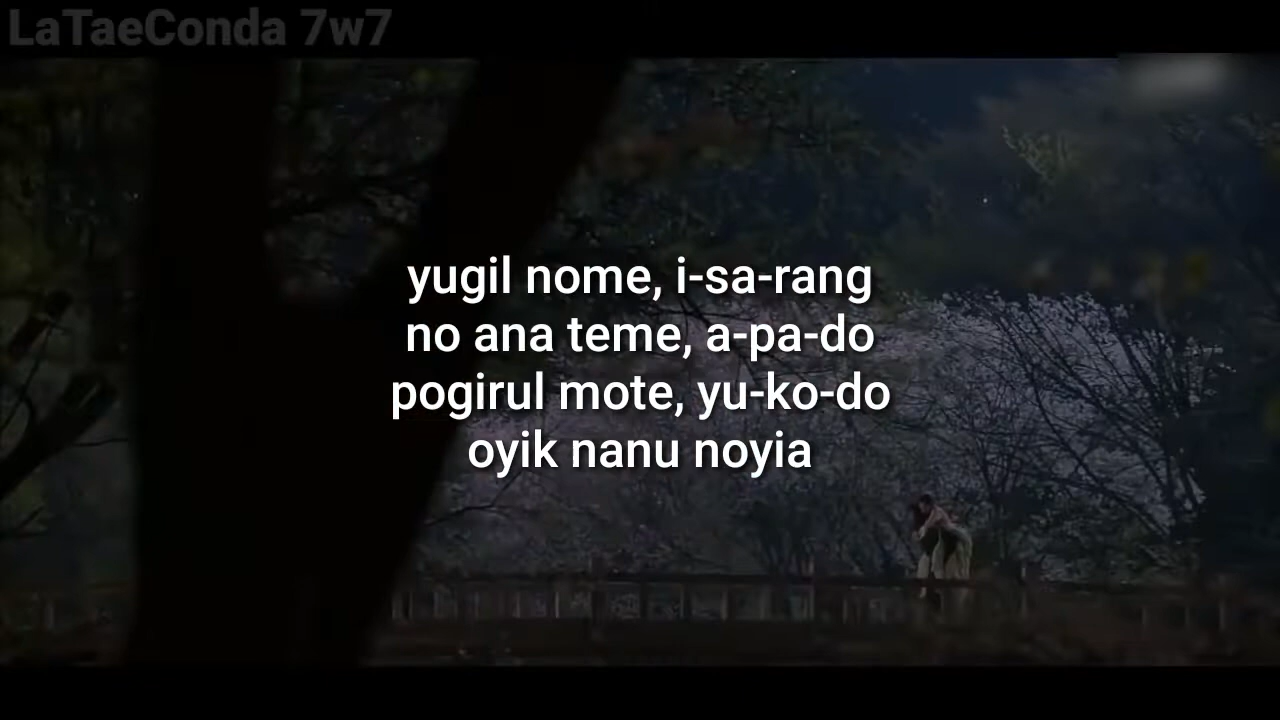 LaTaeConda 7w7
yugil nome, i-sa-rang
no ana teme, a-pa-do
pogirul mote, yu-ko-do
oyik nanu noyia